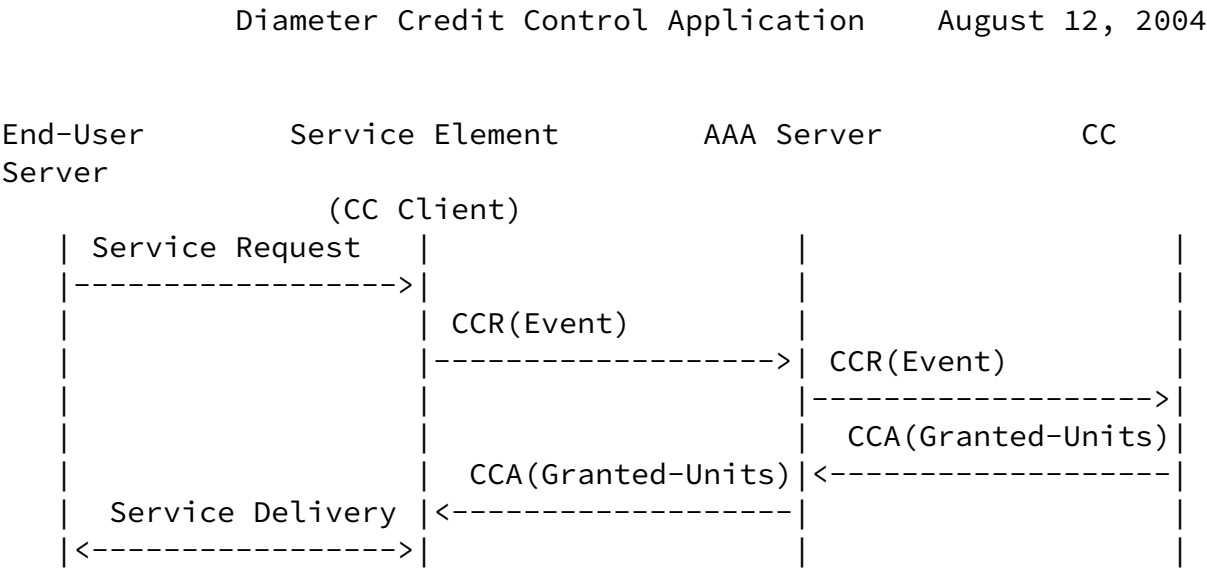 Diameter Credit Control Application    August 12, 2004
End-User        Service Element        AAA Server           CC
Server
                  (CC Client)
   | Service Request   |                    |                    |
   |------------------>|                    |                    |
   |                   | CCR(Event)         |                    |
   |                   |------------------->| CCR(Event)         |
   |                   |                    |------------------->|
   |                   |                    |  CCA(Granted-Units)|
   |                   |  CCA(Granted-Units)|<-------------------|
   |  Service Delivery |<-------------------|                    |
   |<----------------->|                    |                    |